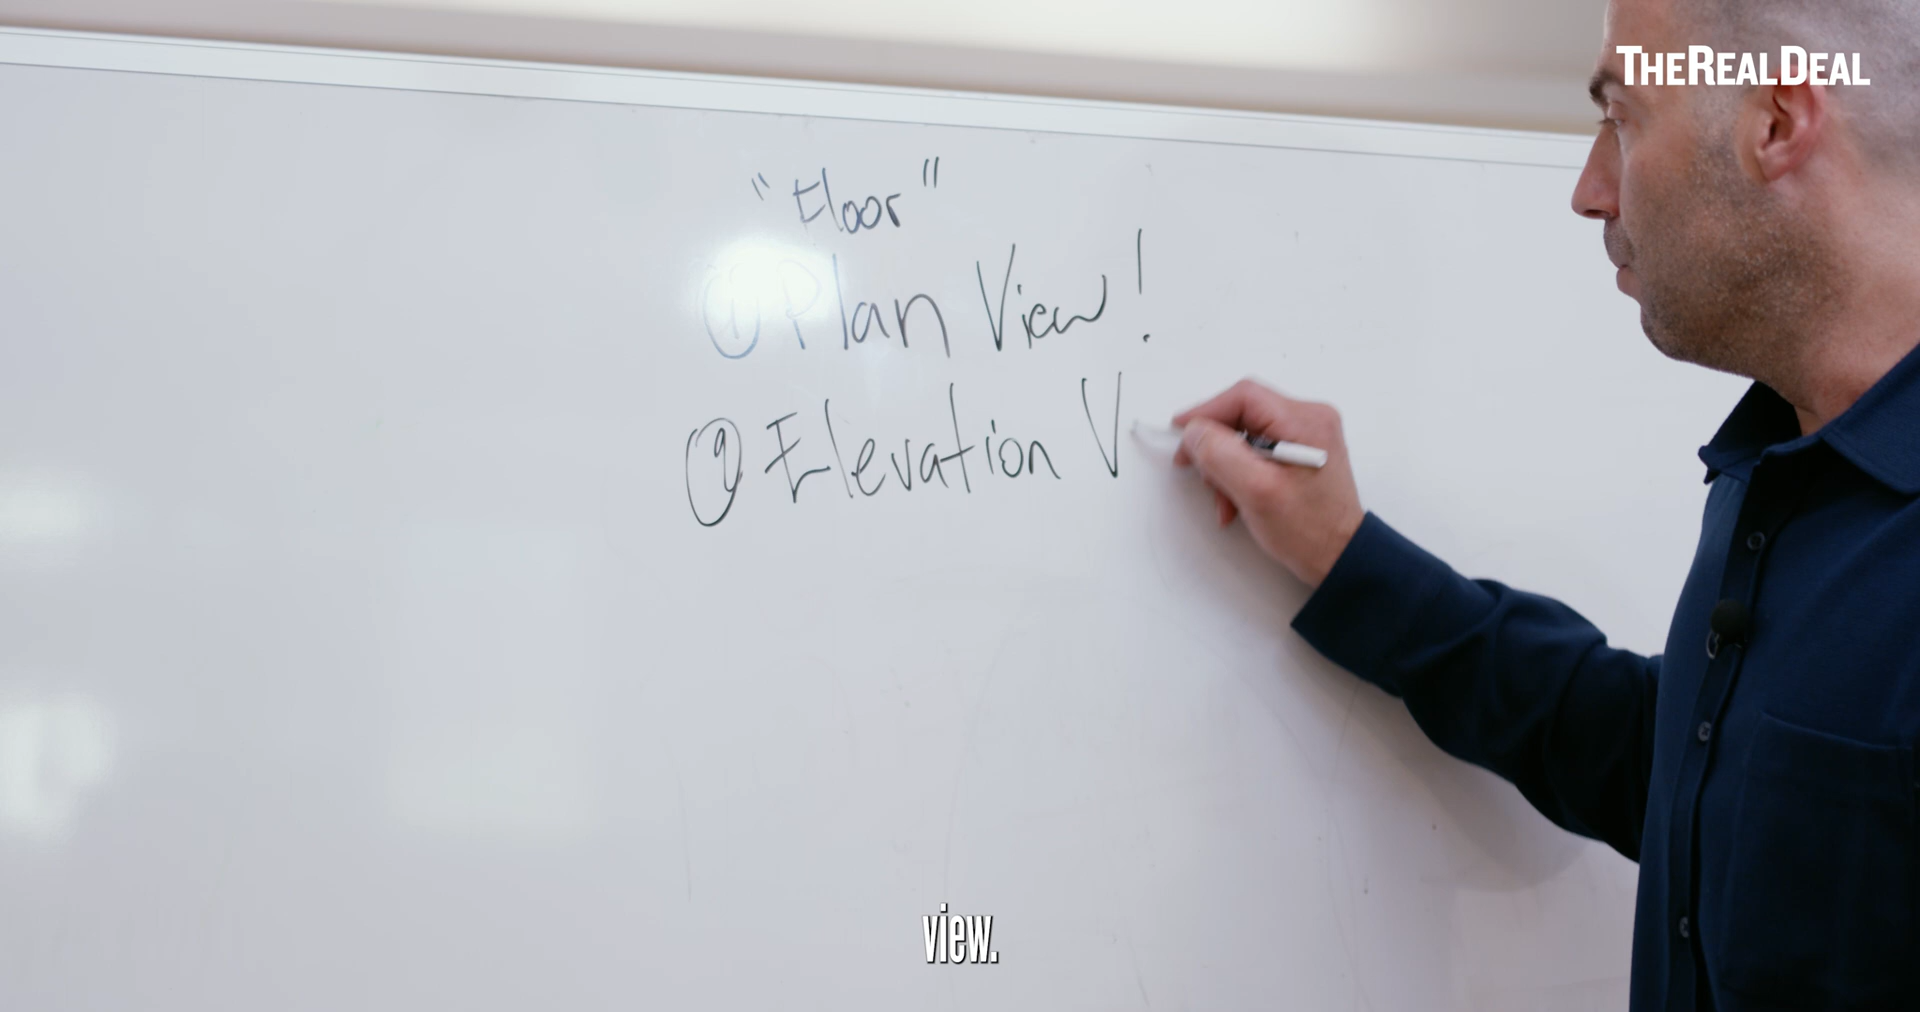 THEREALDEAL
"Floor"
① Plan View!
② Elevation V
view.